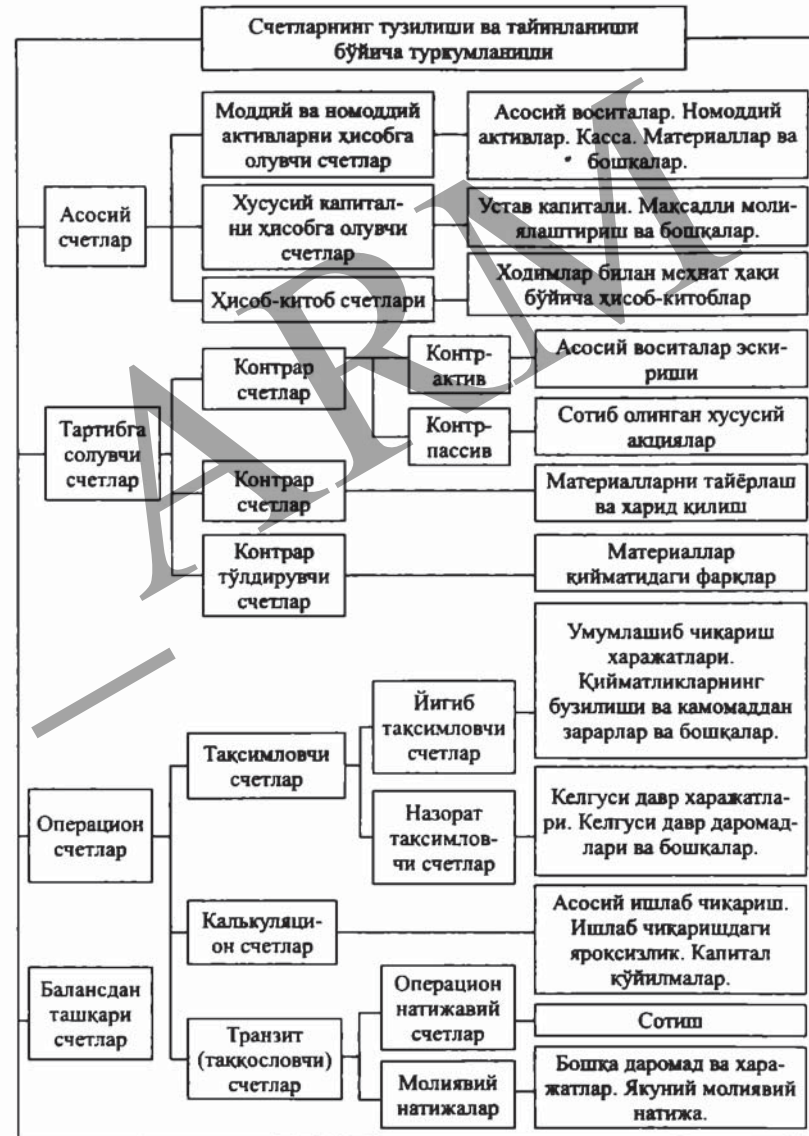 Счетларнинг тузилиши ва тайинланиши
бўйича туркумланиши
Асосий
счетлар
Моддий ва номоддий
активларни ҳисобга
олувчи счетлар
Асосий воситалар. Номоддий
активлар. Касса. Материаллар ва
бошқалар.
Хусусий капитал-
ни ҳисобга олувчи
счетлар
Устав капитали. Мақсадли моли-
ялаштириш ва бошқалар.
Ҳисоб-китоб счетлари
Ходимлар билан меҳнат ҳақи
бўйича ҳисоб-китоблар
Тартибга
солувчи
счетлар
Контрар
счетлар
Контр-
актив
Асосий воситалар эски-
риши
Контр-
пассив
Сотиб олинган хусусий
акциялар
Контрар
счетлар
Материалларни тайёрлаш
ва харид қилиш
Контрар
тўлдирувчи
счетлар
Материаллар
қийматидаги фарқлар
Операцион
счетлар
Тақсимловчи
счетлар
Йиғиб
тақсимловчи
счетлар
Умумлашиб чиқариш
харажатлари.
Қийматликларнинг
бузилиши ва камомаддан
зарарлар ва бошқалар.
Назорат
тақсимлов-
чи счетлар
Келгуси давр харажатла-
ри. Келгуси давр даромад-
лари ва бошқалар.
Калькуляци-
он счетлар
Асосий ишлаб чиқариш.
Ишлаб чиқаришдаги
яроқсизлик. Капитал
қўйилмалар.
Транзит
(таққословчи)
счетлар
Операцион
натижавий
счетлар
Сотиш
Молиявий
натижалар
Бошқа даромад ва хара-
жатлар. Якуний молиявий
натижа.
Балансдан
ташқари
счетлар
_ARM